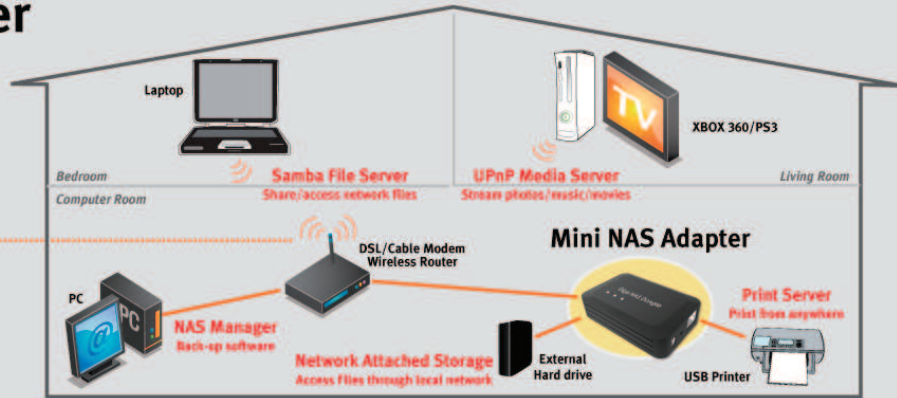 er
Laptop
TV
XBOX 360/PS3
Bedroom
Samba File Server
Share/access network files
UPnP Media Server
Stream photos/music/movies
Living Room
Computer Room
DSL/Cable Modem
Wireless Router
Mini NAS Adapter
PC
PC
@
NAS Manager
Back-up software
Print Server
Print from anywhere
Network Attached Storage
Access Files through local network
External
Hard drive
USB Printer